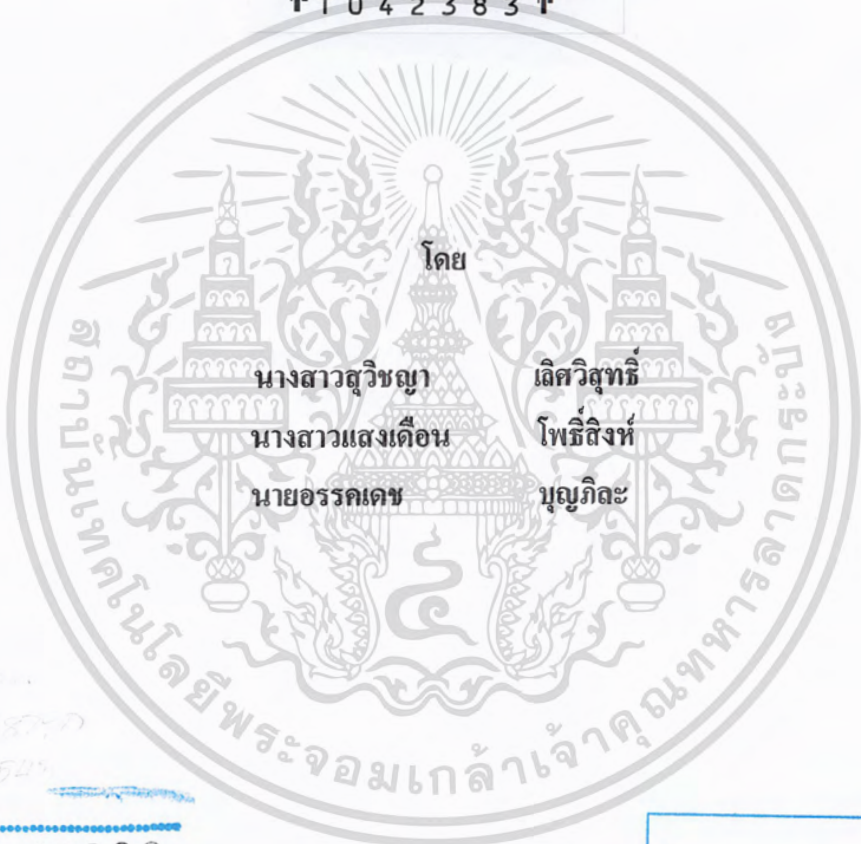 1042383
โดย
นางสาวสุวิชญา เลิศวิสุทธิ์
นางสาวแสงเดือน โพธิ์สิงห์
นายอรรคเดช บุญภิละ
สถาบันเทคโนโลยีพระจอมเกล้าเจ้าคุณทหารลาดกระบัง